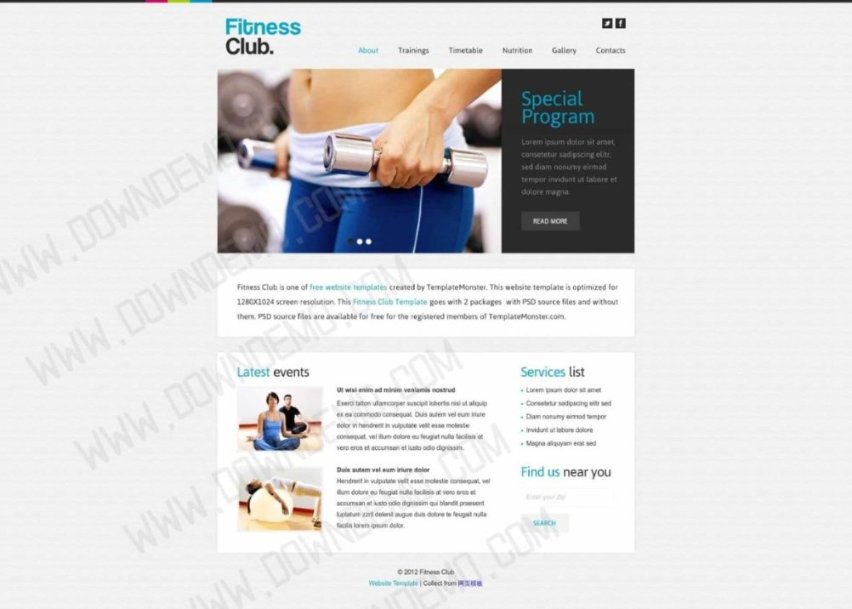 Fitness
Club.
About Trainings Timetable Nutrition Gallery Contacts
Special
Program
Lorem ipsum dolor sit amet,
consetetur sadipscing elitr,
sed diam nonumy eirmod
tempor invidunt ut labore et
dolore magna.
READ MORE
Fitness Club is one of free website templates created by TemplateMonster. This website template is optimized for
1280X1024 screen resolution. This Fitness Club Template goes with 2 packages with PSD source files and without
them. PSD source files are available for free for the registered members of TemplateMonster.com.
Latest events
Ut wisi enim ad minim veniamis nostrud
Exerci tation ullamcorper suscipit lobortis nisl ut aliquip
ex ea commodo consequat. Duis autem vel eum iriure
dolor in hendrerit in vulputate velit esse molestie
consequat, vel illum dolore eu feugiat nulla facilisis at
vero eros et accumsan et iusto odio dignissim.
Duis autem vel eum iriure dolor
Hendrerit in vulputate velit esse molestie consequat, vel
illum dolore eu feugiat nulla facilisis at vero eros et
accumsan et iusto odio dignissim qui blandit praesent
luptatum zzril delenit augue duis dolore te feugait nulla
facilis lorem ipsum dolor.
Services list
Lorem ipsum dolor sit amet
Consetetur sadipscing elitr sed
Diam nonumy eirmod tempor
Invidunt ut labore dolore
Magna aliquyam erat sed
Find us near you
Enter your Zip
SEARCH
© 2012 Fitness Club
Website Template | Collect from 网页模板
WWW.DOWNDEMO.COM
WWW.DOWNDEMO.COM
WWW.DOWNDEMO.COM
WWW.DOWNDEMO.COM
WWW.DOWNDEMO.COM